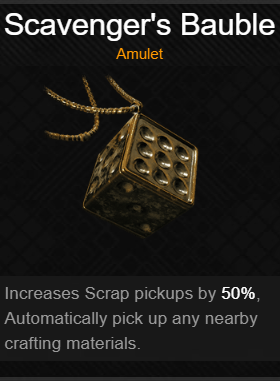 Scavenger's Bauble
Amulet
Increases Scrap pickups by 50%,
Automatically pick up any nearby
crafting materials.